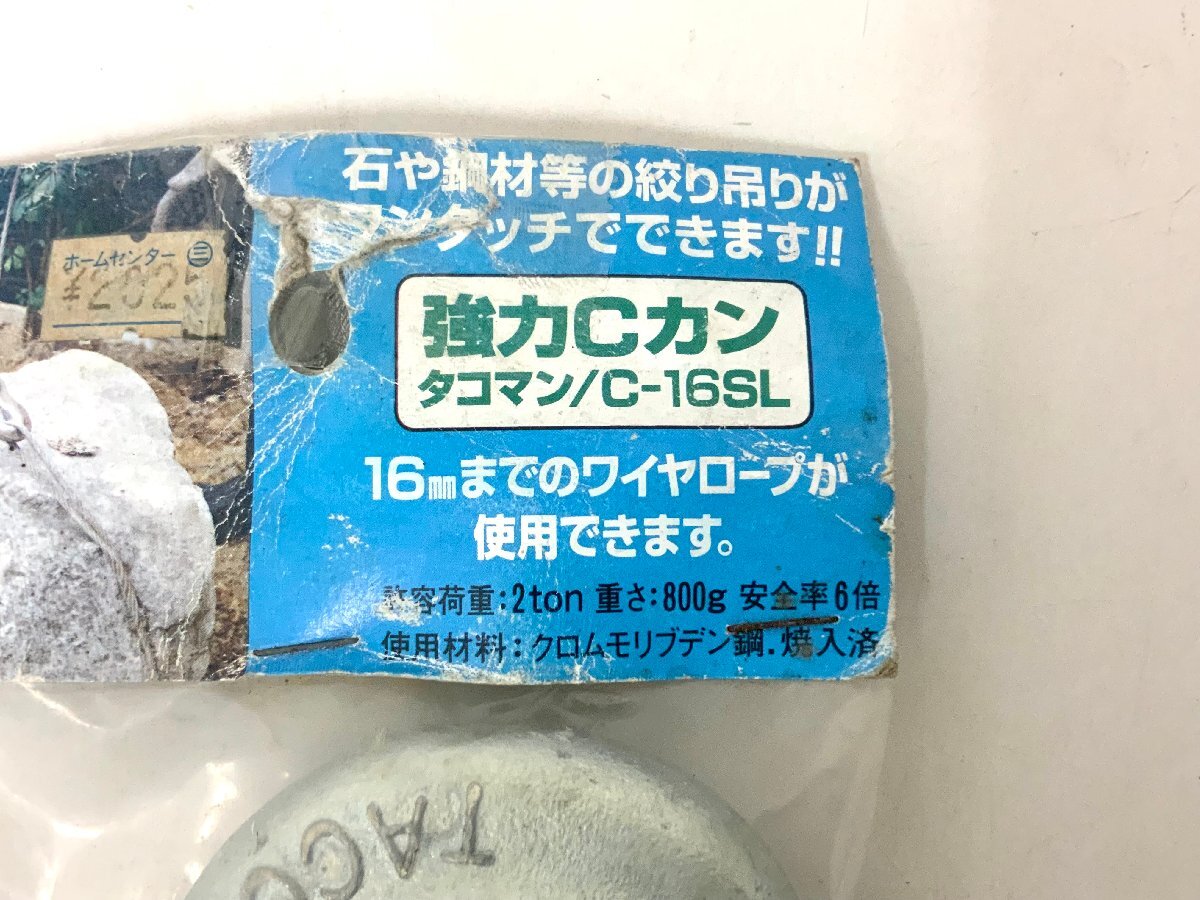 石や鋼材等の絞り吊りが
ワンタッチでできます!!
ホームセンター ㊂
強力Cカン
タコマン/C-16SL
16㎜までのワイヤロープが
使用できます。
許容荷重:2ton 重さ:800g 安全率6倍
使用材料:クロムモリブデン鋼.焼入済
TACO